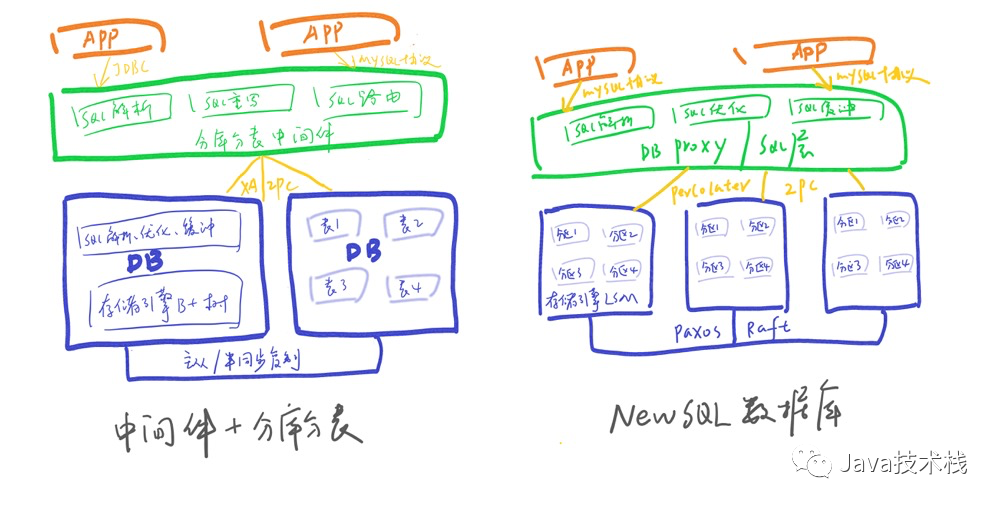 APP
APP
JDBC
mysql协议
SQL解析
SQL重写
SQL路由
分库分表中间件
XA
2PC
SQL解析、优化、缓冲
DB
存储引擎B+树
表1
表2
DB
表3
表4
主从/半同步复制
中间件+分库分表
APP
APP
mysql协议
mysql协议
SQL解析
SQL优化
SQL缓冲
DB proxy
SQL层
percolater
2PC
分区1
分区2
分区3
分区4
存储引擎LSM
分区1
分区2
分区3
分区4
分区1
分区2
分区3
分区4
paxos
Raft
NewSQL数据库
Java技术栈